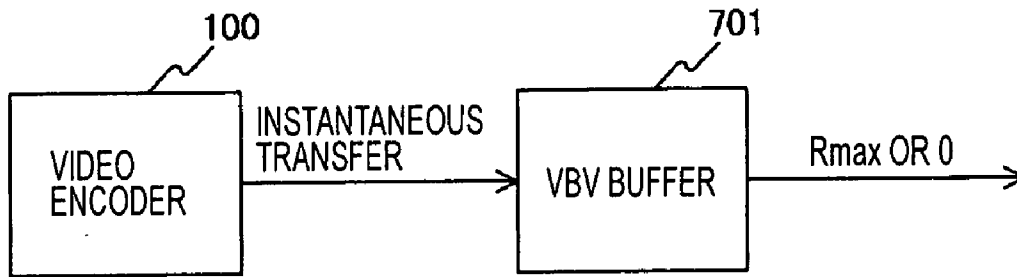 100
701
VIDEO
ENCODER
INSTANTANEOUS
TRANSFER
VBV BUFFER
Rmax OR 0